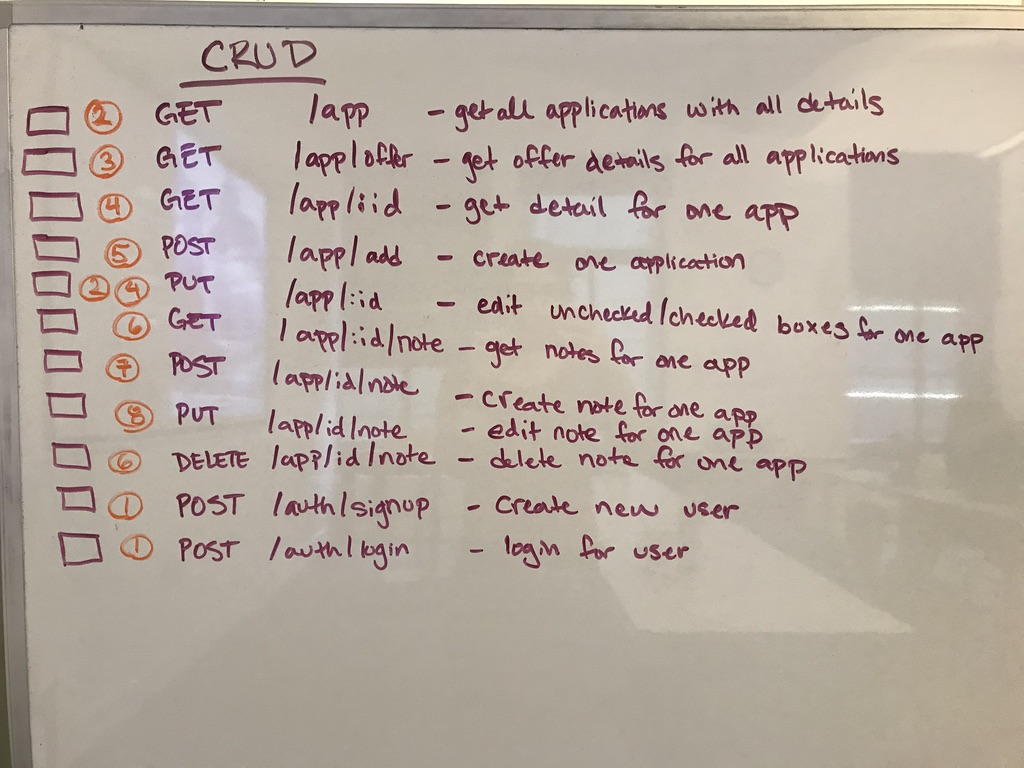 CRUD
② GET /app - get all applications with all details
③ GET /app/offer - get offer details for all applications
④ GET /app/:id - get detail for one app
⑤ POST /app/add - create one application
② ④ PUT /app/:id - edit unchecked/checked boxes for one app
⑥ GET /app/:id/note - get notes for one app
⑦ POST /app/id/note - create note for one app
⑧ PUT /app/id/note - edit note for one app
⑥ DELETE /app/id/note - delete note for one app
① POST /auth/signup - create new user
① POST /auth/login - login for user